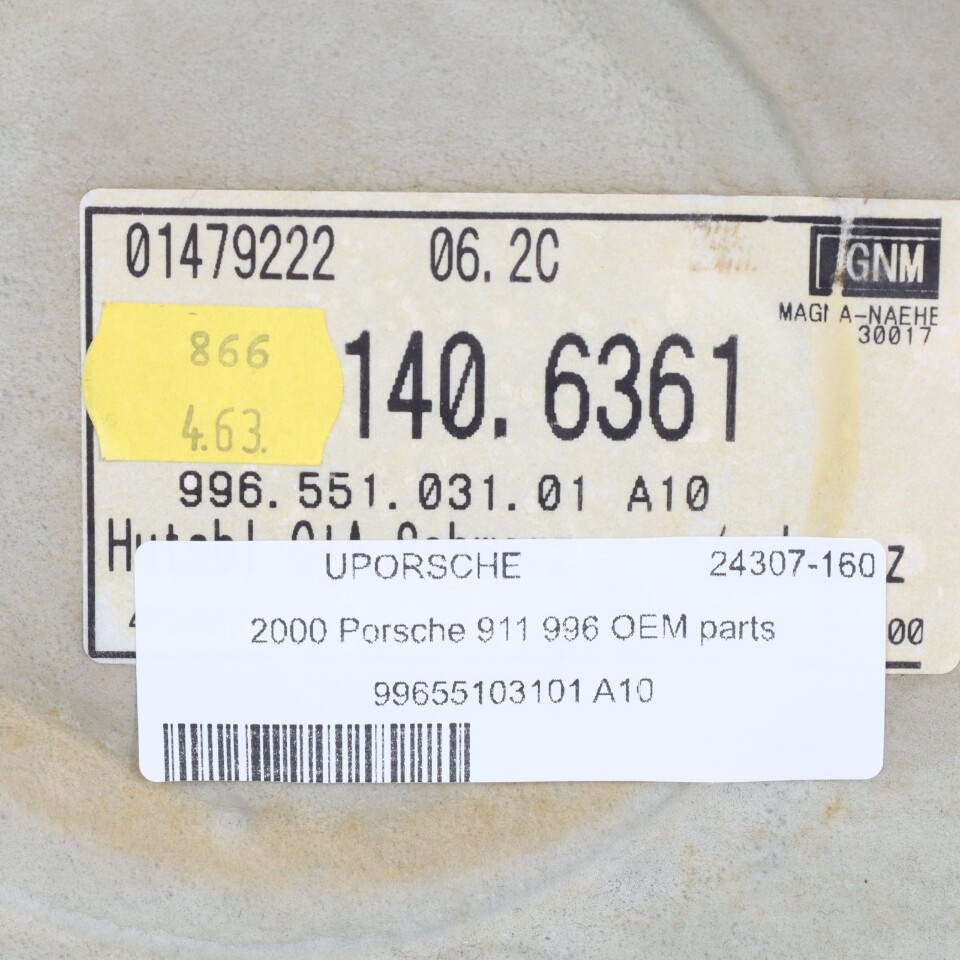 01479222 06.2C
GNM
MAGNA-NAEHE
30017
866
4.63.
140.6361
996.551.031.01 A10
Z
00
UPORSCHE 24307-160
2000 Porsche 911 996 OEM parts
99655103101 A10